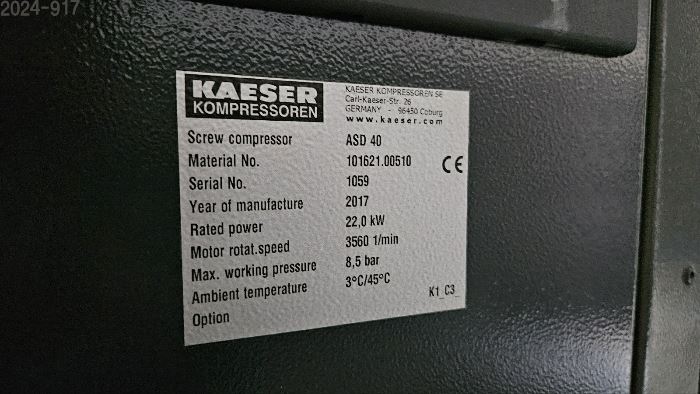 2024-917
KAESER
KOMPRESSOREN
KAESER KOMPRESSOREN SE
Carl-Kaeser-Str. 26
GERMANY - 96450 Coburg
www.kaeser.com
Screw compressor ASD 40
Material No. 101621.00510
CE
Serial No. 1059
Year of manufacture 2017
Rated power 22,0 kW
Motor rotat.speed 3560 1/min
Max. working pressure 8,5 bar
Ambient temperature 3°C/45°C
Option K1_C3_